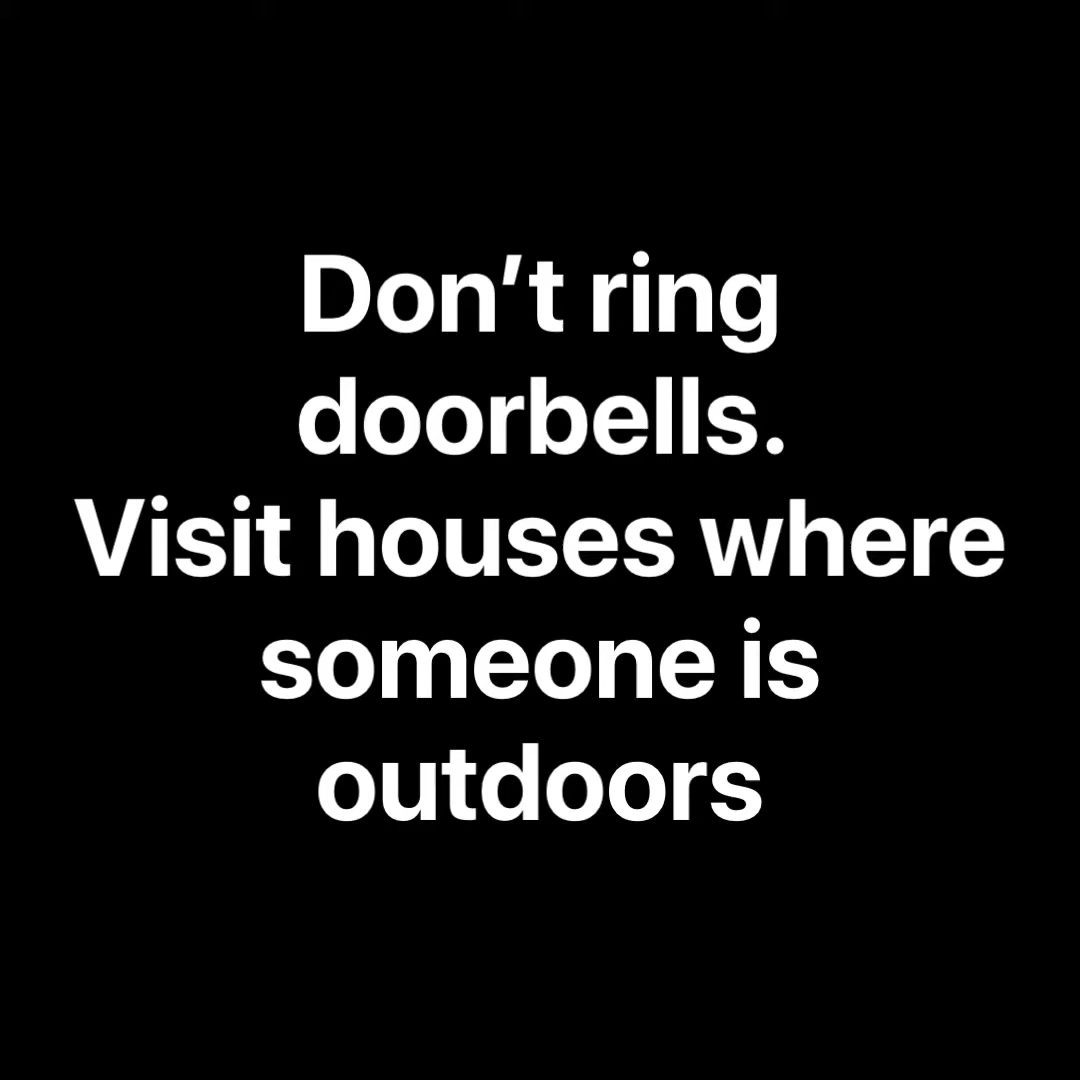 Don’t ring
doorbells.
Visit houses where
someone is
outdoors